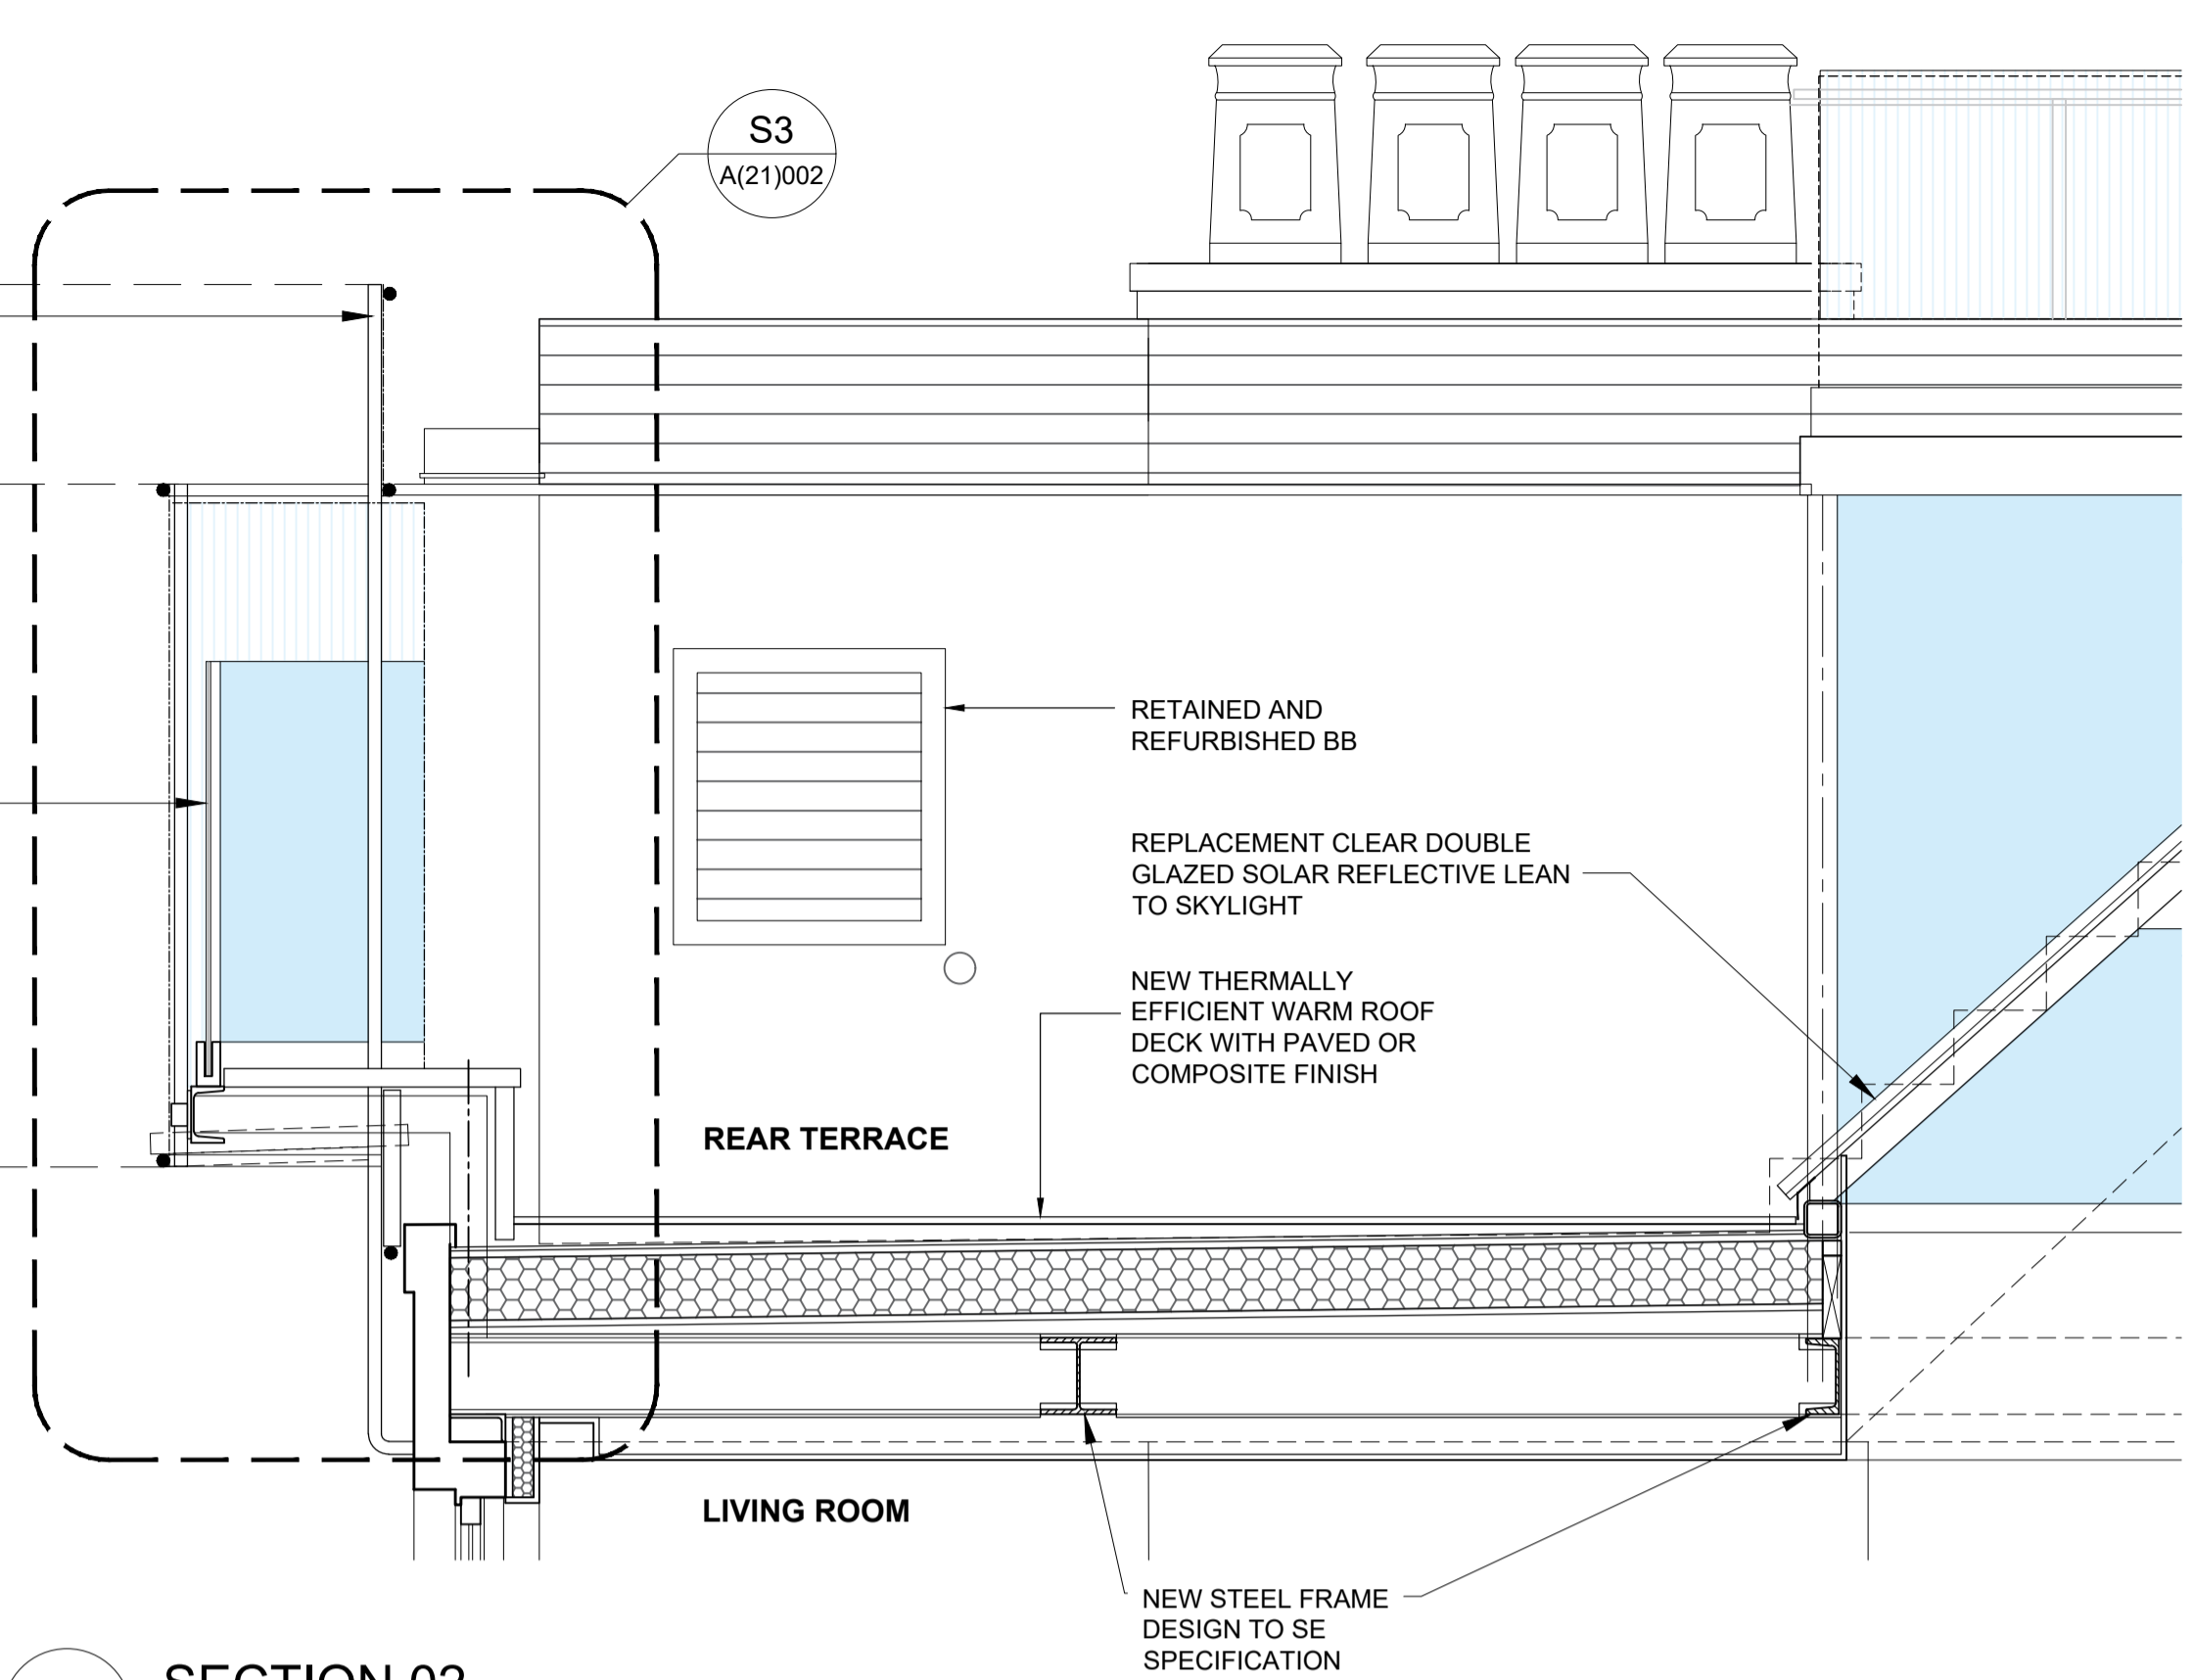 S3
A(21)002
RETAINED AND
REFURBISHED BB
REPLACEMENT CLEAR DOUBLE
GLAZED SOLAR REFLECTIVE LEAN
TO SKYLIGHT
NEW THERMALLY
EFFICIENT WARM ROOF
DECK WITH PAVED OR
COMPOSITE FINISH
REAR TERRACE
LIVING ROOM
NEW STEEL FRAME
DESIGN TO SE
SPECIFICATION
SECTION